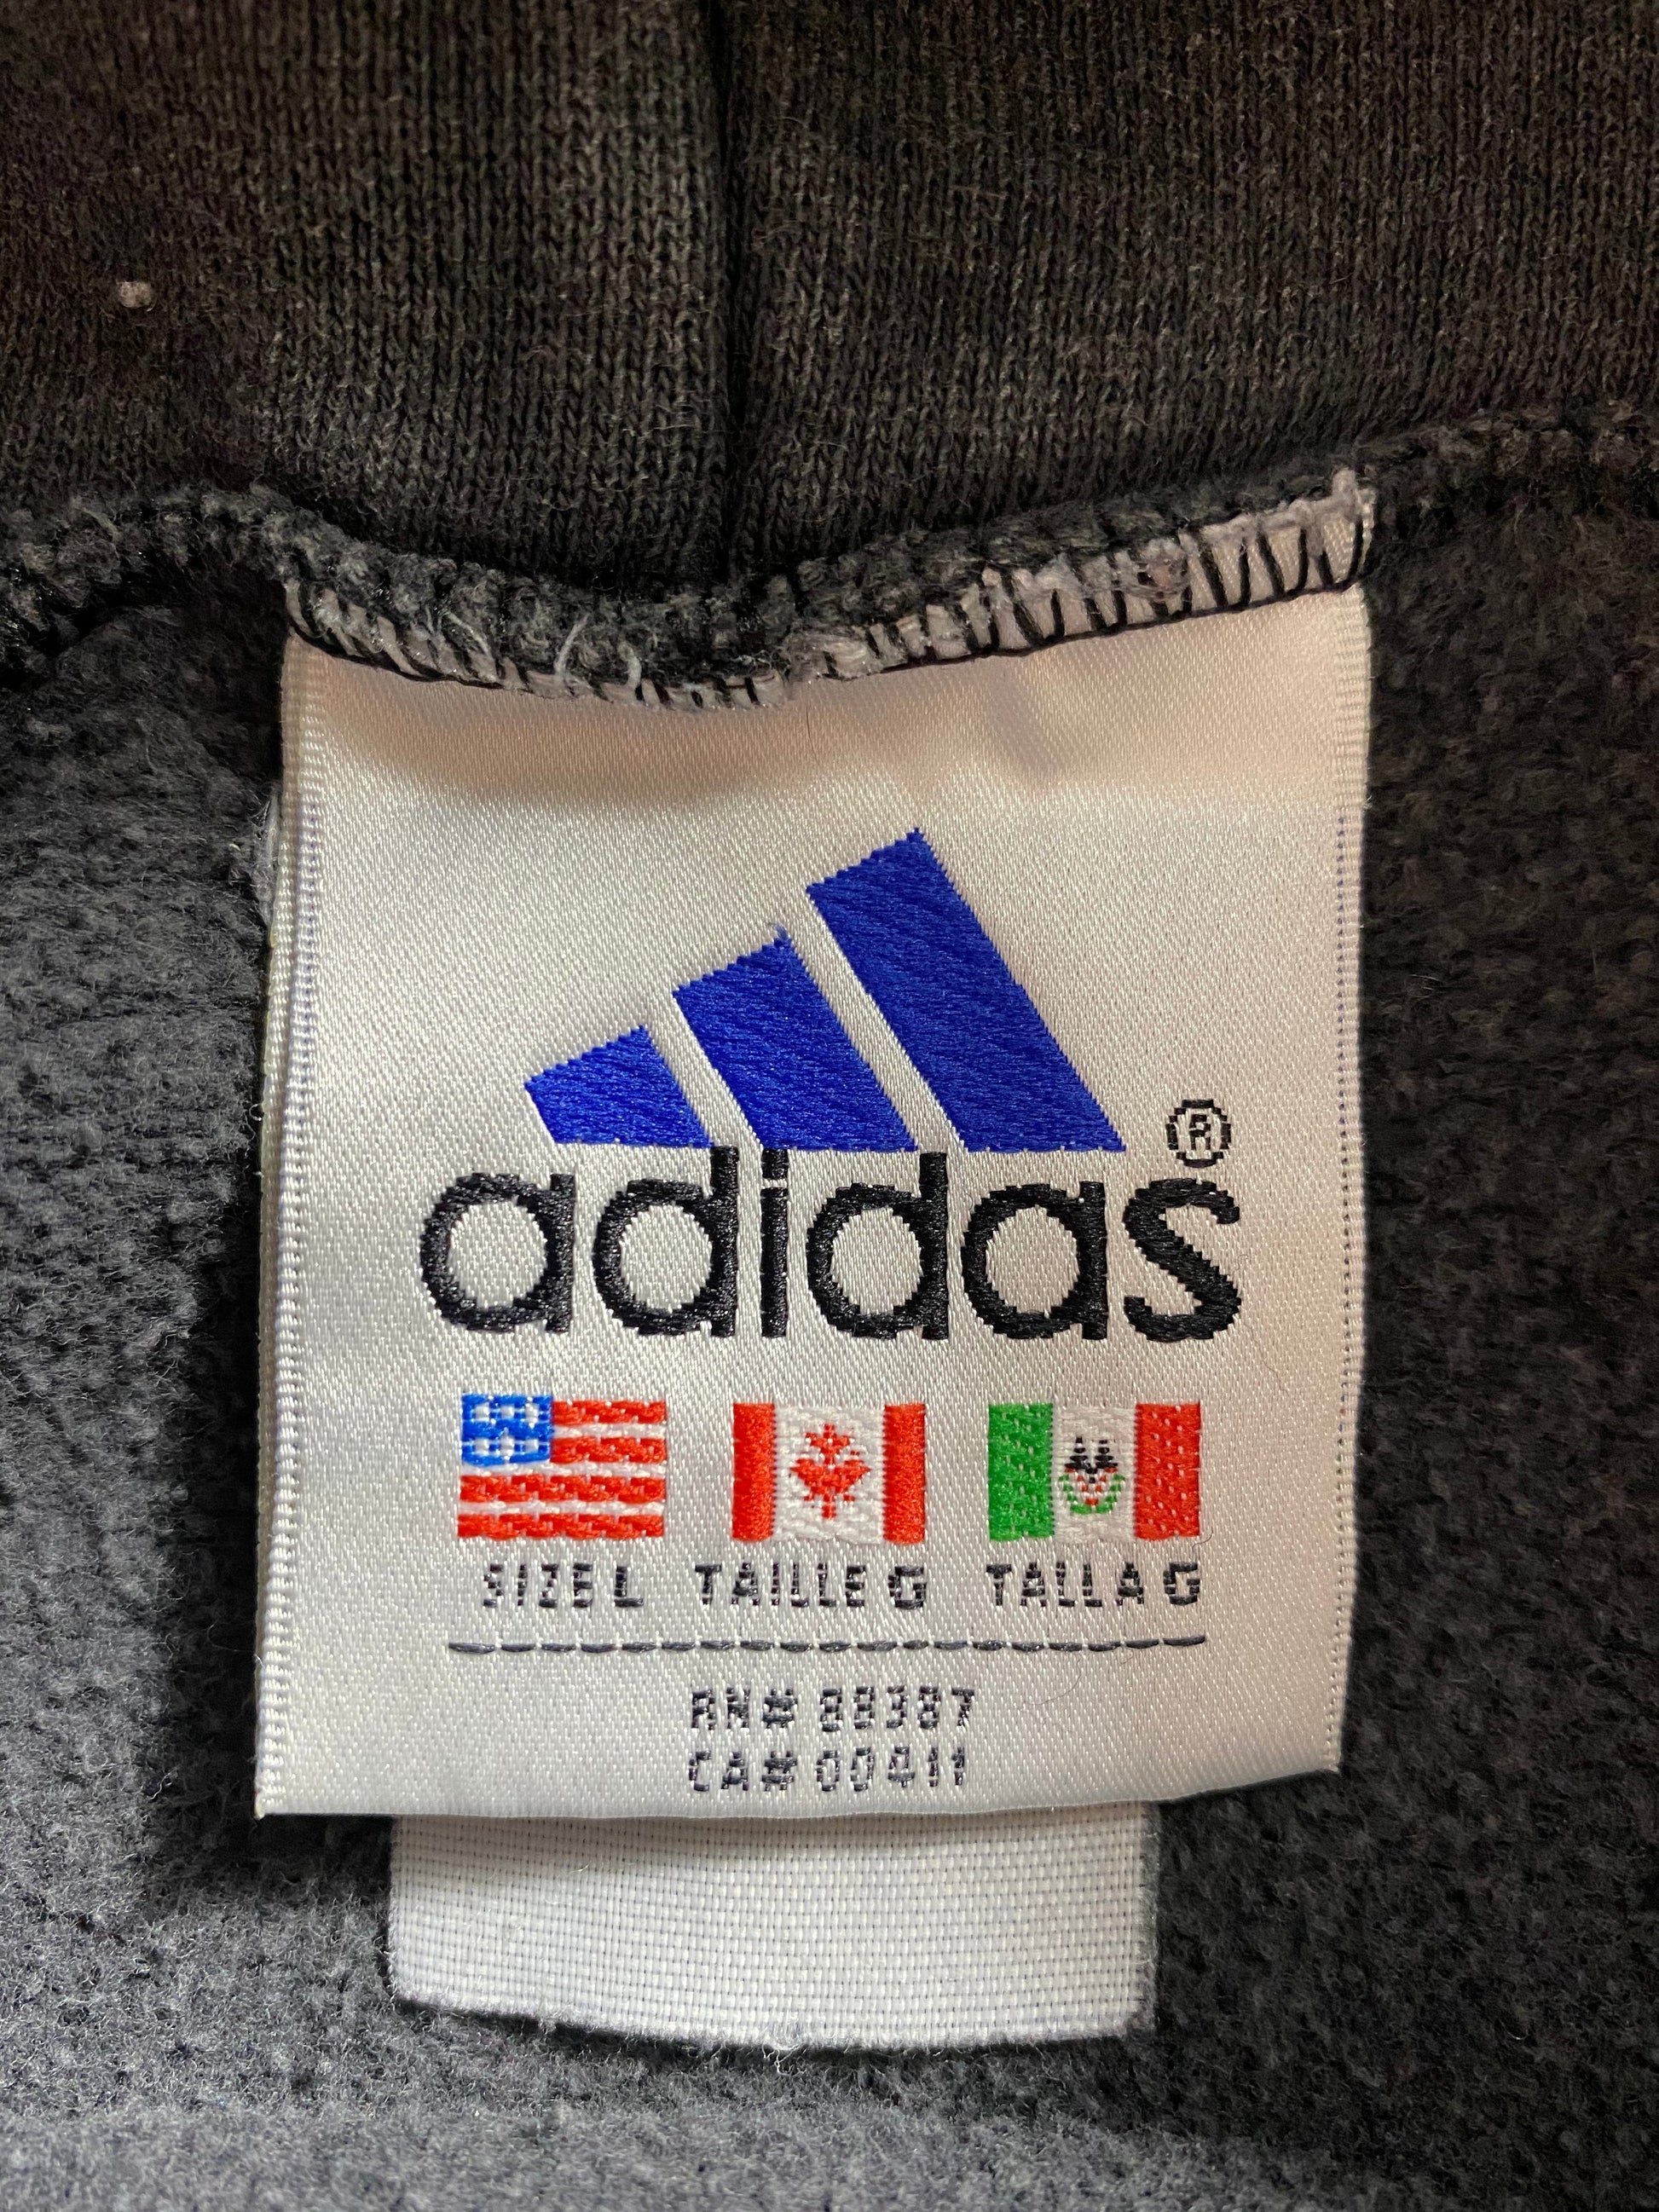 adidas®
SIZE L TAILLE G TALLA G
RN# 88387
CA# 00411